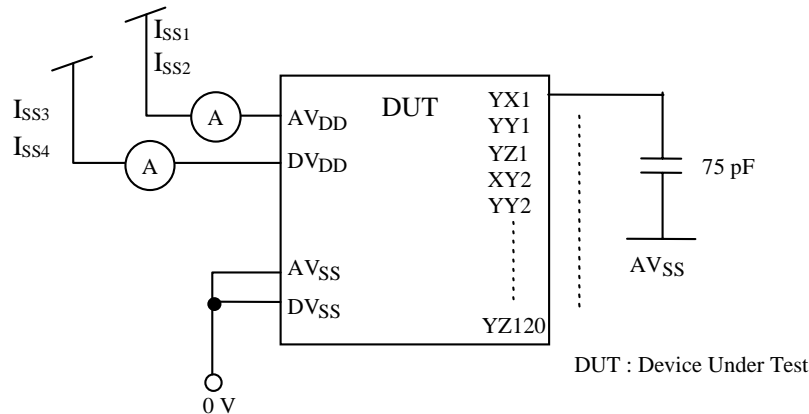 ISS1
ISS2
ISS3
ISS4
A
A
AVDD
DVDD
AVSS
DVSS
0 V
DUT
YX1
YY1
YZ1
XY2
YY2
YZ120
75 pF
AVSS
DUT : Device Under Test